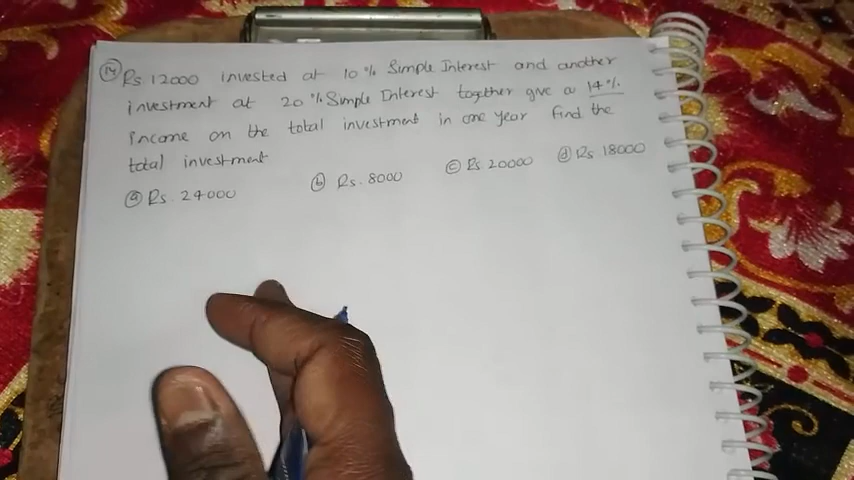 14 Rs. 12000 invested at 10% Simple Interest and another
investment at 20% Simple Interest together give a 14%
income on the total investment in one year Find the
total investment
a Rs. 24000 b Rs. 8000 c Rs 20000 d Rs 18000